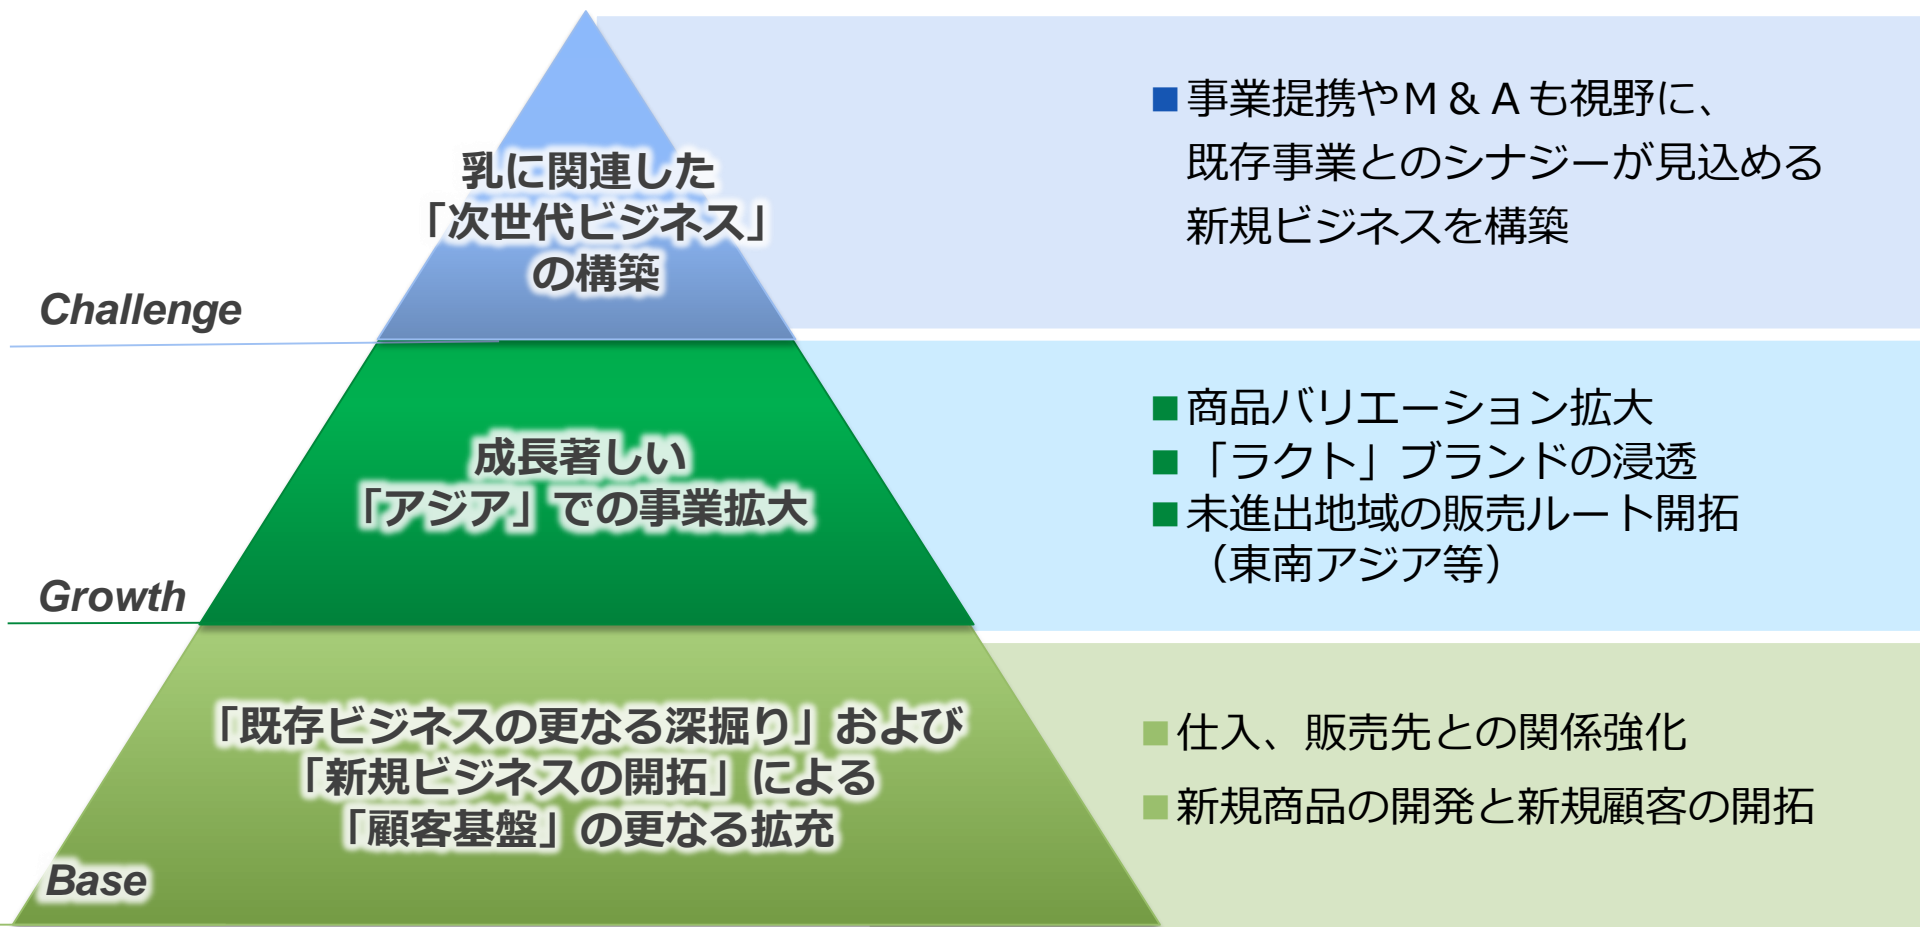 乳に関連した
「次世代ビジネス」
の構築
Challenge
■事業提携やＭ＆Ａも視野に、
既存事業とのシナジーが見込める
新規ビジネスを構築
成長著しい
「アジア」での事業拡大
Growth
■商品バリエーション拡大
■「ラクト」ブランドの浸透
■未進出地域の販売ルート開拓
（東南アジア等）
「既存ビジネスの更なる深掘り」および
「新規ビジネスの開拓」による
「顧客基盤」の更なる拡充
Base
■仕入、販売先との関係強化
■新規商品の開発と新規顧客の開拓